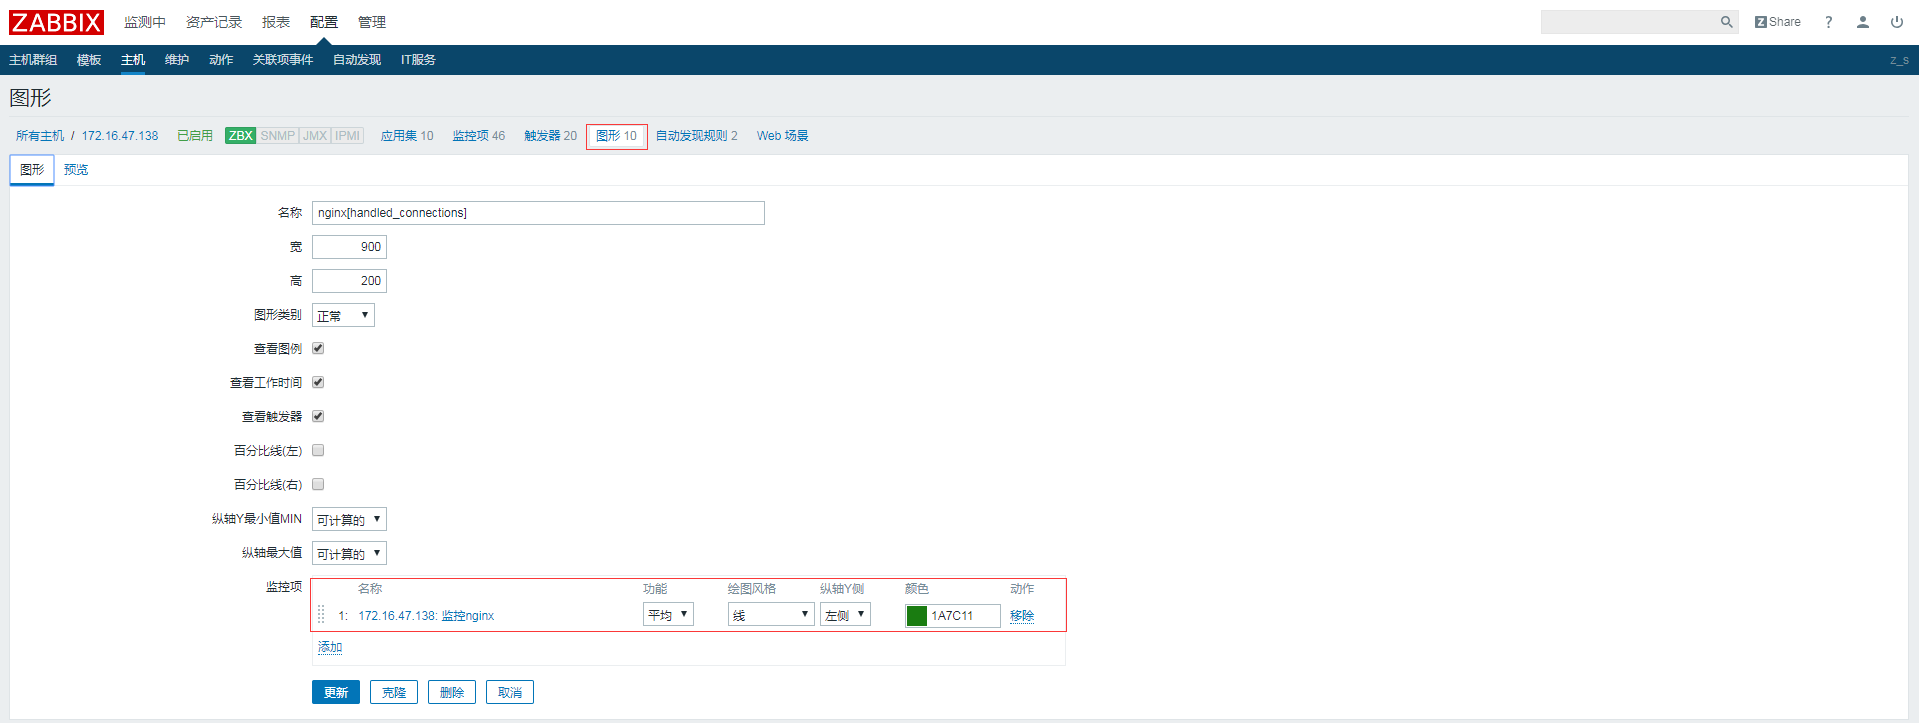 ZABBIX 监测中 资产记录 报表 配置 管理 Z Share ?
主机群组 模板 主机 维护 动作 关联项事件 自动发现 IT服务 z_s
图形
所有主机 / 172.16.47.138 已启用 ZBX SNMP JMX IPMI 应用集 10 监控项 46 触发器 20 图形 10 自动发现规则 2 Web 场景
图形 预览
名称 nginx[handled_connections]
宽 900
高 200
图形类别 正常
查看图例
查看工作时间
查看触发器
百分比线(左)
百分比线(右)
纵轴Y最小值MIN 可计算的
纵轴最大值 可计算的
监控项 名称 功能 绘图风格 纵轴Y侧 颜色 动作
1: 172.16.47.138: 监控nginx 平均 线 左侧 1A7C11 移除
添加
更新 克隆 删除 取消